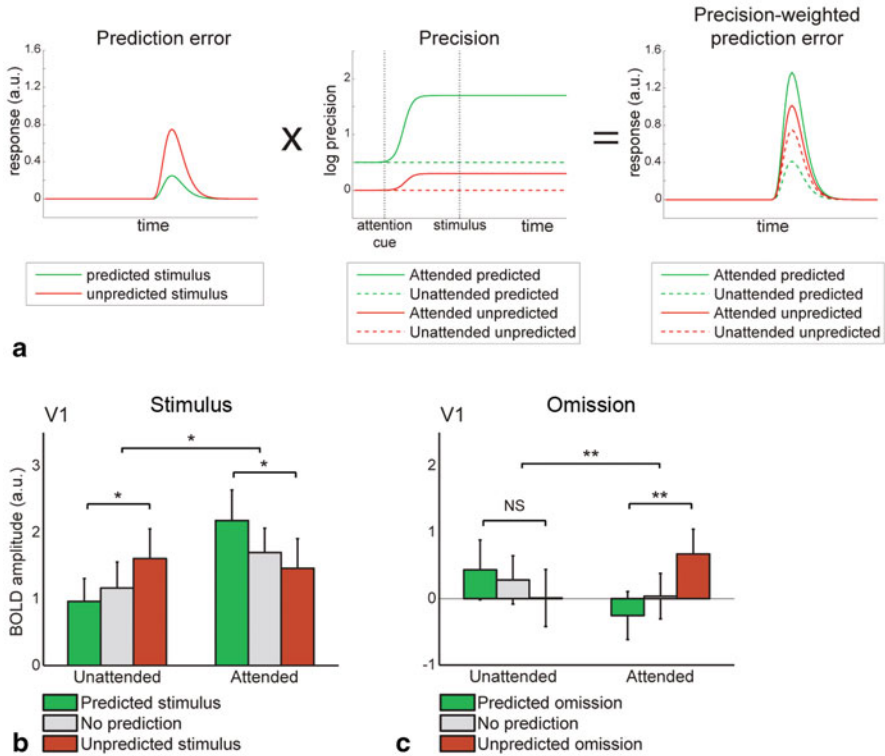 Prediction error
response (a.u.)
1.6
1.2
0.8
0.4
0
time
predicted stimulus
unpredicted stimulus
X
Precision
log precision
2
1
0
attention
cue
stimulus
time
Attended predicted
Unattended predicted
Attended unpredicted
Unattended unpredicted
=
Precision-weighted
prediction error
response (a.u.)
1.6
1.2
0.8
0.4
0
time
Attended predicted
Unattended predicted
Attended unpredicted
Unattended unpredicted
a
V1
Stimulus
BOLD amplitude (a.u.)
3
2
1
0
*
*
*
Unattended
Attended
Predicted stimulus
No prediction
Unpredicted stimulus
b
V1
Omission
2
1
0
-1
NS
**
**
Unattended
Attended
Predicted omission
No prediction
Unpredicted omission
c